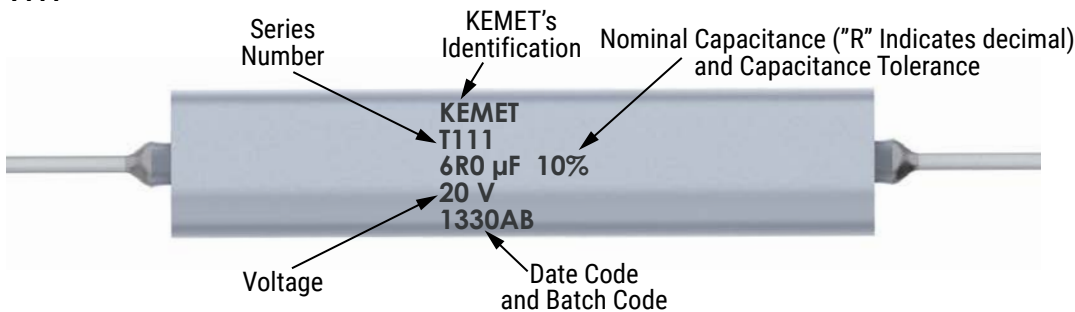 Series
Number
KEMET's
Identification
Nominal Capacitance (”R” Indicates decimal)
and Capacitance Tolerance
KEMET
T111
6R0 µF 10%
20 V
1330AB
Voltage
Date Code
and Batch Code